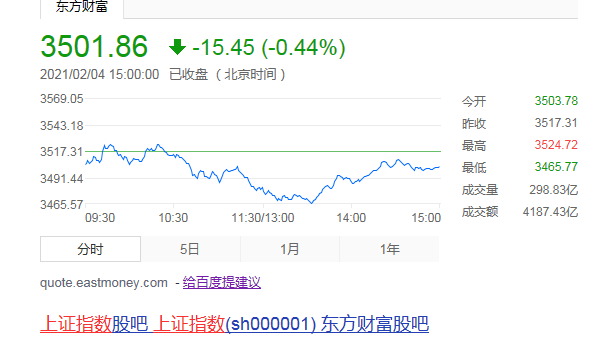 东方财富
3501.86 -15.45 (-0.44%)
2021/02/04 15:00:00 已收盘 ( 北京时间 )
3569.05
3543.18
3517.31
3491.44
3465.57
09:30 10:30 11:30/13:00 14:00 15:00
今开 3503.78
昨收 3517.31
最高 3524.72
最低 3465.77
成交量 298.83亿
成交额 4187.43亿
分时 5日 1月 1年
quote.eastmoney.com - 给百度提建议
上证指数股吧_上证指数(sh000001)_东方财富股吧